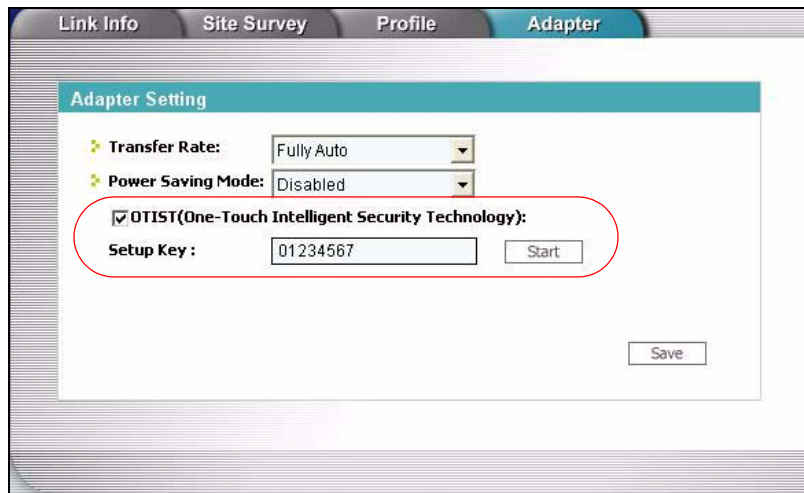 Link Info Site Survey Profile Adapter
Adapter Setting
Transfer Rate: Fully Auto
Power Saving Mode: Disabled
OTIST(One-Touch Intelligent Security Technology):
Setup Key : 01234567 Start
Save